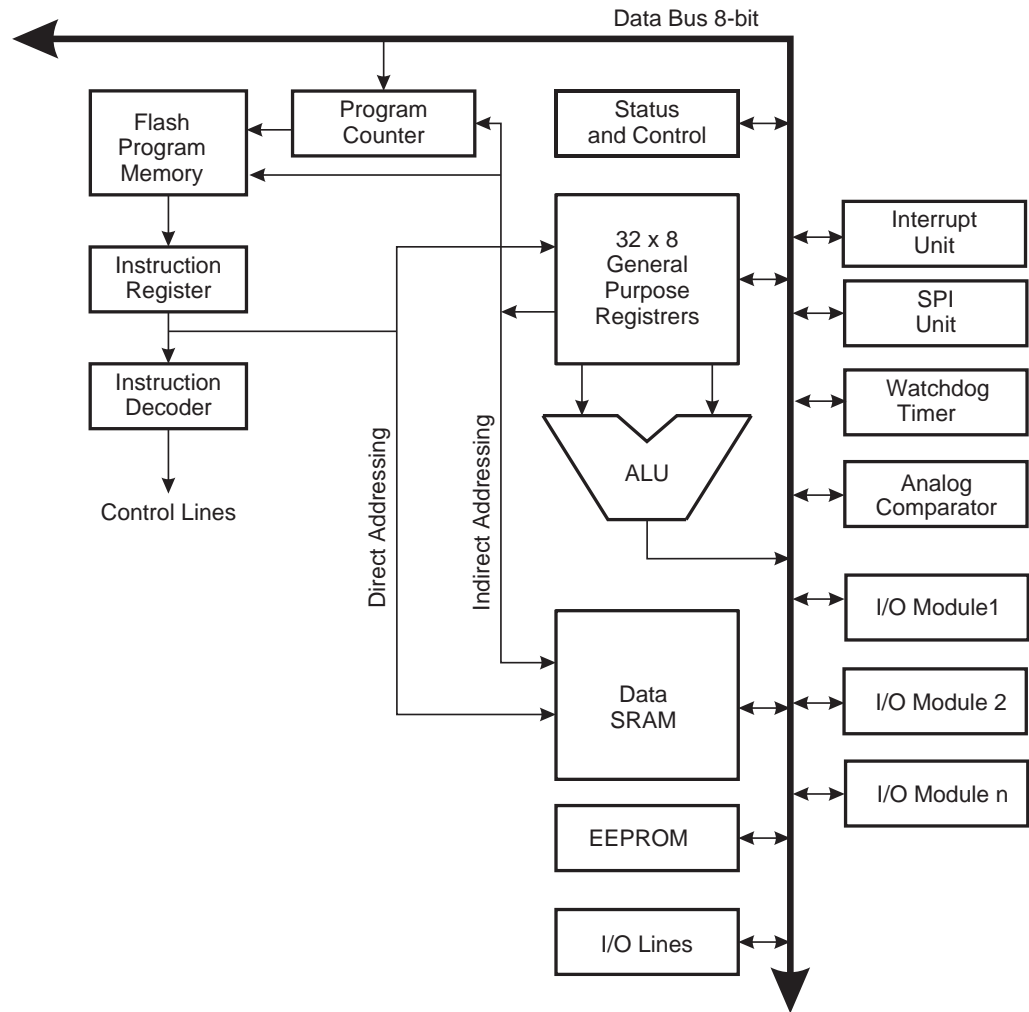 Data Bus 8-bit
Flash
Program
Memory
Program
Counter
Status
and Control
32 x 8
General
Purpose
Registrers
Interrupt
Unit
Instruction
Register
SPI
Unit
Instruction
Decoder
Watchdog
Timer
ALU
Analog
Comparator
Control Lines
Direct Addressing
Indirect Addressing
I/O Module1
Data
SRAM
I/O Module 2
I/O Module n
EEPROM
I/O Lines